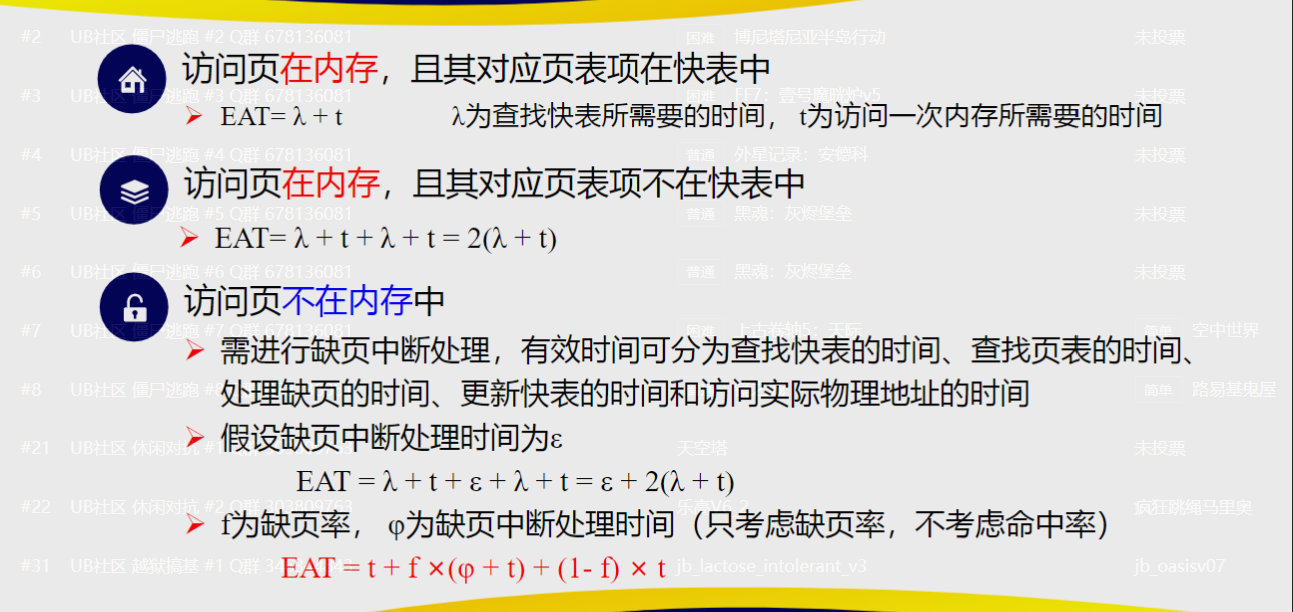 #2 UB社区 僵尸逃跑 #2 Q群 678136081 困难 博尼塔尼亚半岛行动 未投票
访问页在内存，且其对应页表项在快表中
#3 UB社区 僵尸逃跑 #3 Q群 678136081 困难 未投票
➢ EAT= λ + t λ为查找快表所需要的时间， t为访问一次内存所需要的时间
#4 UB社区 僵尸逃跑 #4 Q群 678136081 普通 外星记录：安德科 未投票
访问页在内存，且其对应页表项不在快表中
#5 UB社区 僵尸逃跑 #5 Q群 678136081 普通 黑魂：灰烬堡垒 未投票
➢ EAT= λ + t + λ + t = 2(λ + t)
#6 UB社区 僵尸逃跑 #6 Q群 678136081 普通 黑魂：灰烬堡垒 未投票
访问页不在内存中
#7 UB社区 僵尸逃跑 #7 Q群 678136081 困难 上古卷轴5：天际 简单 空中世界
➢ 需进行缺页中断处理，有效时间可分为查找快表的时间、查找页表的时间、
#8 UB社区 简单 路易基鬼屋
处理缺页的时间、更新快表的时间和访问实际物理地址的时间
➢ 假设缺页中断处理时间为ε
#21 UB社区 休闲对抗 #1 天空塔 未投票
EAT = λ + t + ε + λ + t = ε + 2(λ + t)
#22 UB社区 休闲对抗 #2 Q群 303809763 疯狂跳绳马里奥
➢ f为缺页率， φ为缺页中断处理时间（只考虑缺页率，不考虑命中率）
#31 UB社区 越狱搞基 #1 Q群 jb_lactose_intolerant_v3 jb_oasisv07
EAT = t + f ×(φ + t) + (1- f) × t